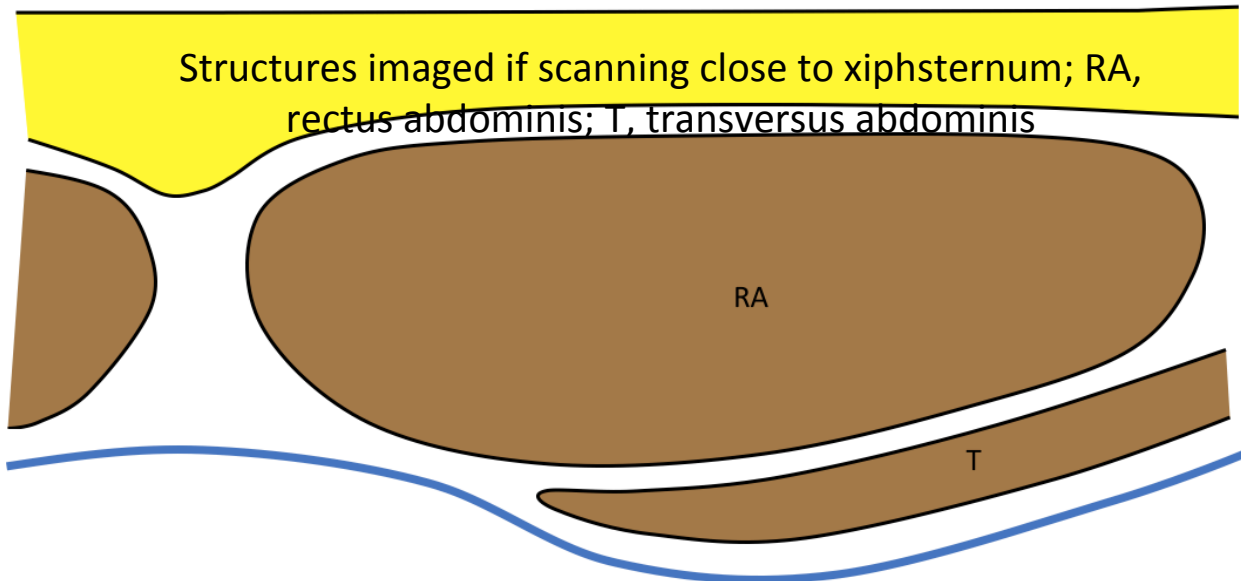 Structures imaged if scanning close to xiphsternum; RA,
rectus abdominis; T, transversus abdominis
RA
T